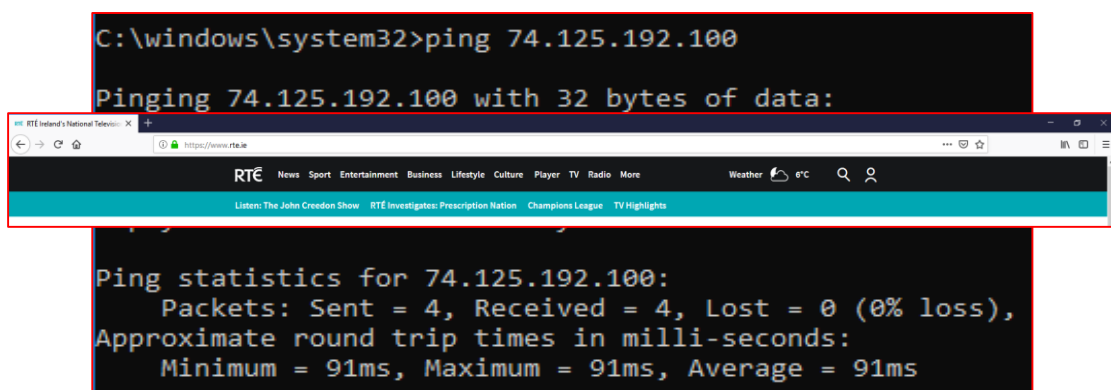 C:\windows\system32>ping 74.125.192.100
Pinging 74.125.192.100 with 32 bytes of data:
RTÉ Ireland's National Televisio
https://www.rte.ie
RTÉ News Sport Entertainment Business Lifestyle Culture Player TV Radio More Weather 6°C
Listen: The John Creedon Show RTÉ Investigates: Prescription Nation Champions League TV Highlights
Ping statistics for 74.125.192.100:
Packets: Sent = 4, Received = 4, Lost = 0 (0% loss),
Approximate round trip times in milli-seconds:
Minimum = 91ms, Maximum = 91ms, Average = 91ms